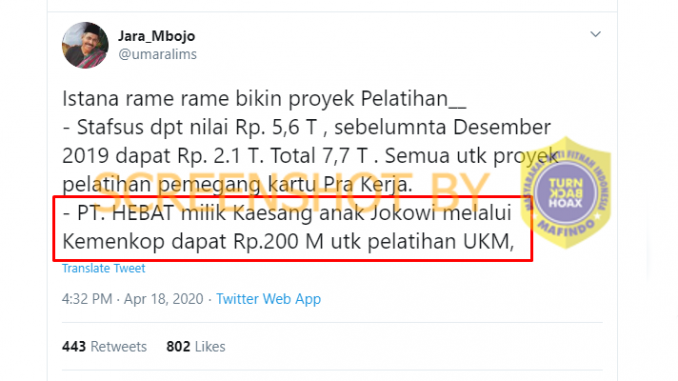 Jara_Mbojo
@umaralims
Istana rame rame bikin proyek Pelatihan__
- Stafsus dpt nilai Rp. 5,6 T , sebelumnta Desember
2019 dapat Rp. 2.1 T. Total 7,7 T . Semua utk proyek
pelatihan pemegang kartu Pra Kerja.
- PT. HEBAT milik Kaesang anak Jokowi melalui
Kemenkop dapat Rp.200 M utk pelatihan UKM,
Translate Tweet
4:32 PM · Apr 18, 2020 · Twitter Web App
443 Retweets 802 Likes
SCREENSHOT BY
MASYARAKAT ANTI FITNAH INDONESIA
TURN
BACK
HOAX
MAFINDO